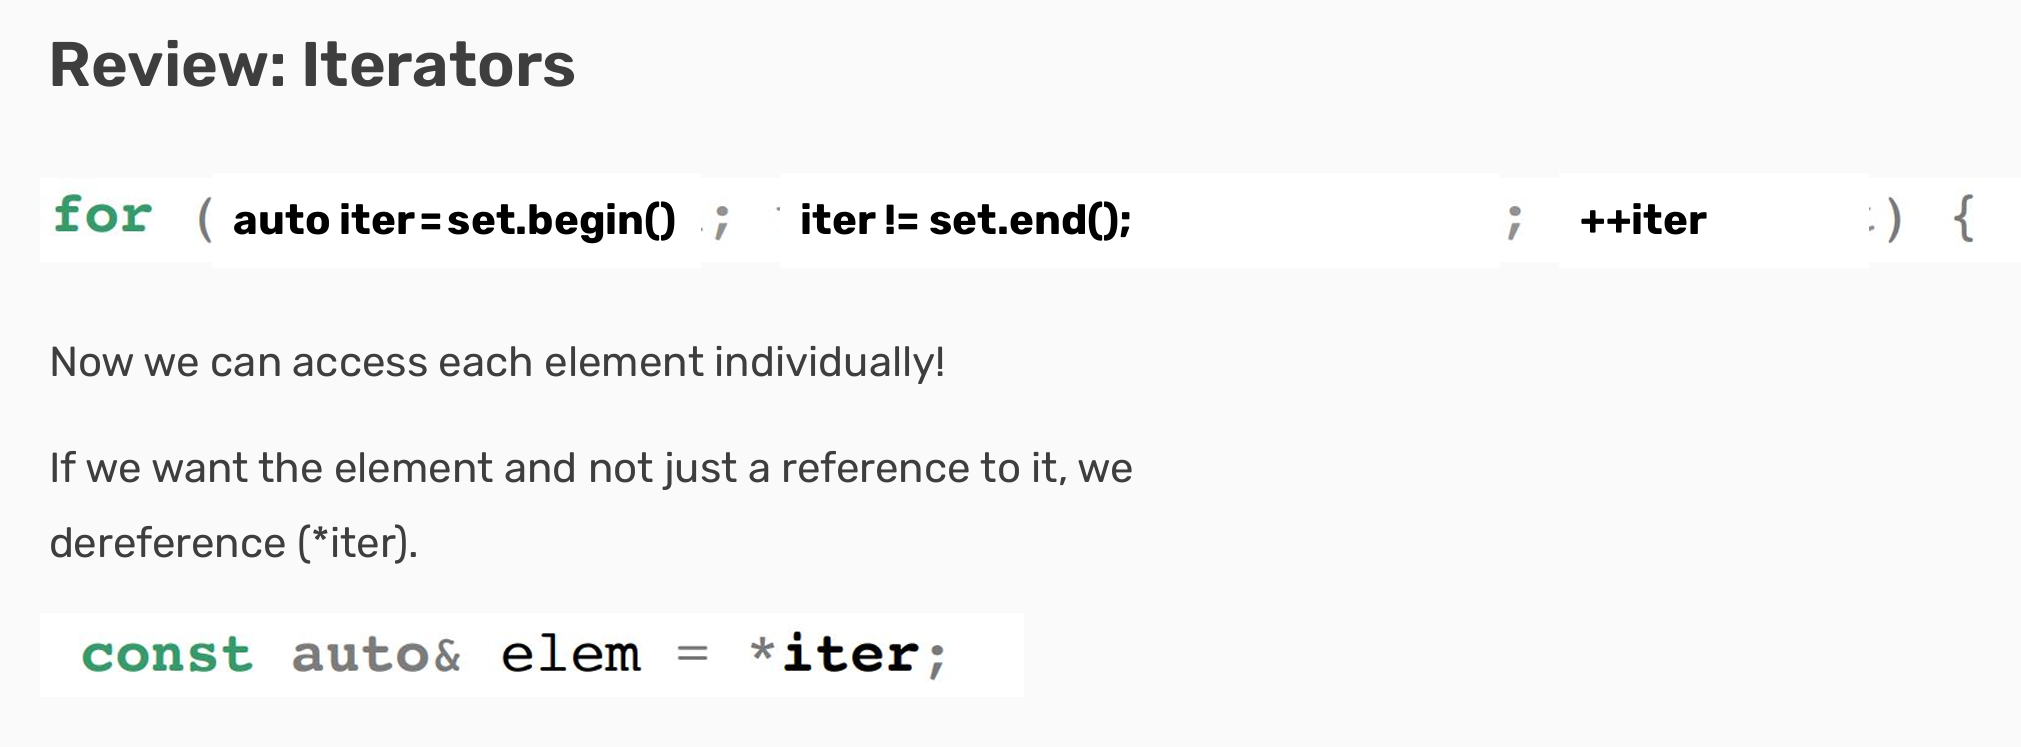 Review: Iterators
for ( auto iter = set.begin() ; iter != set.end(); ; ++iter ) {
Now we can access each element individually!
If we want the element and not just a reference to it, we
dereference (*iter).
const auto& elem = *iter;